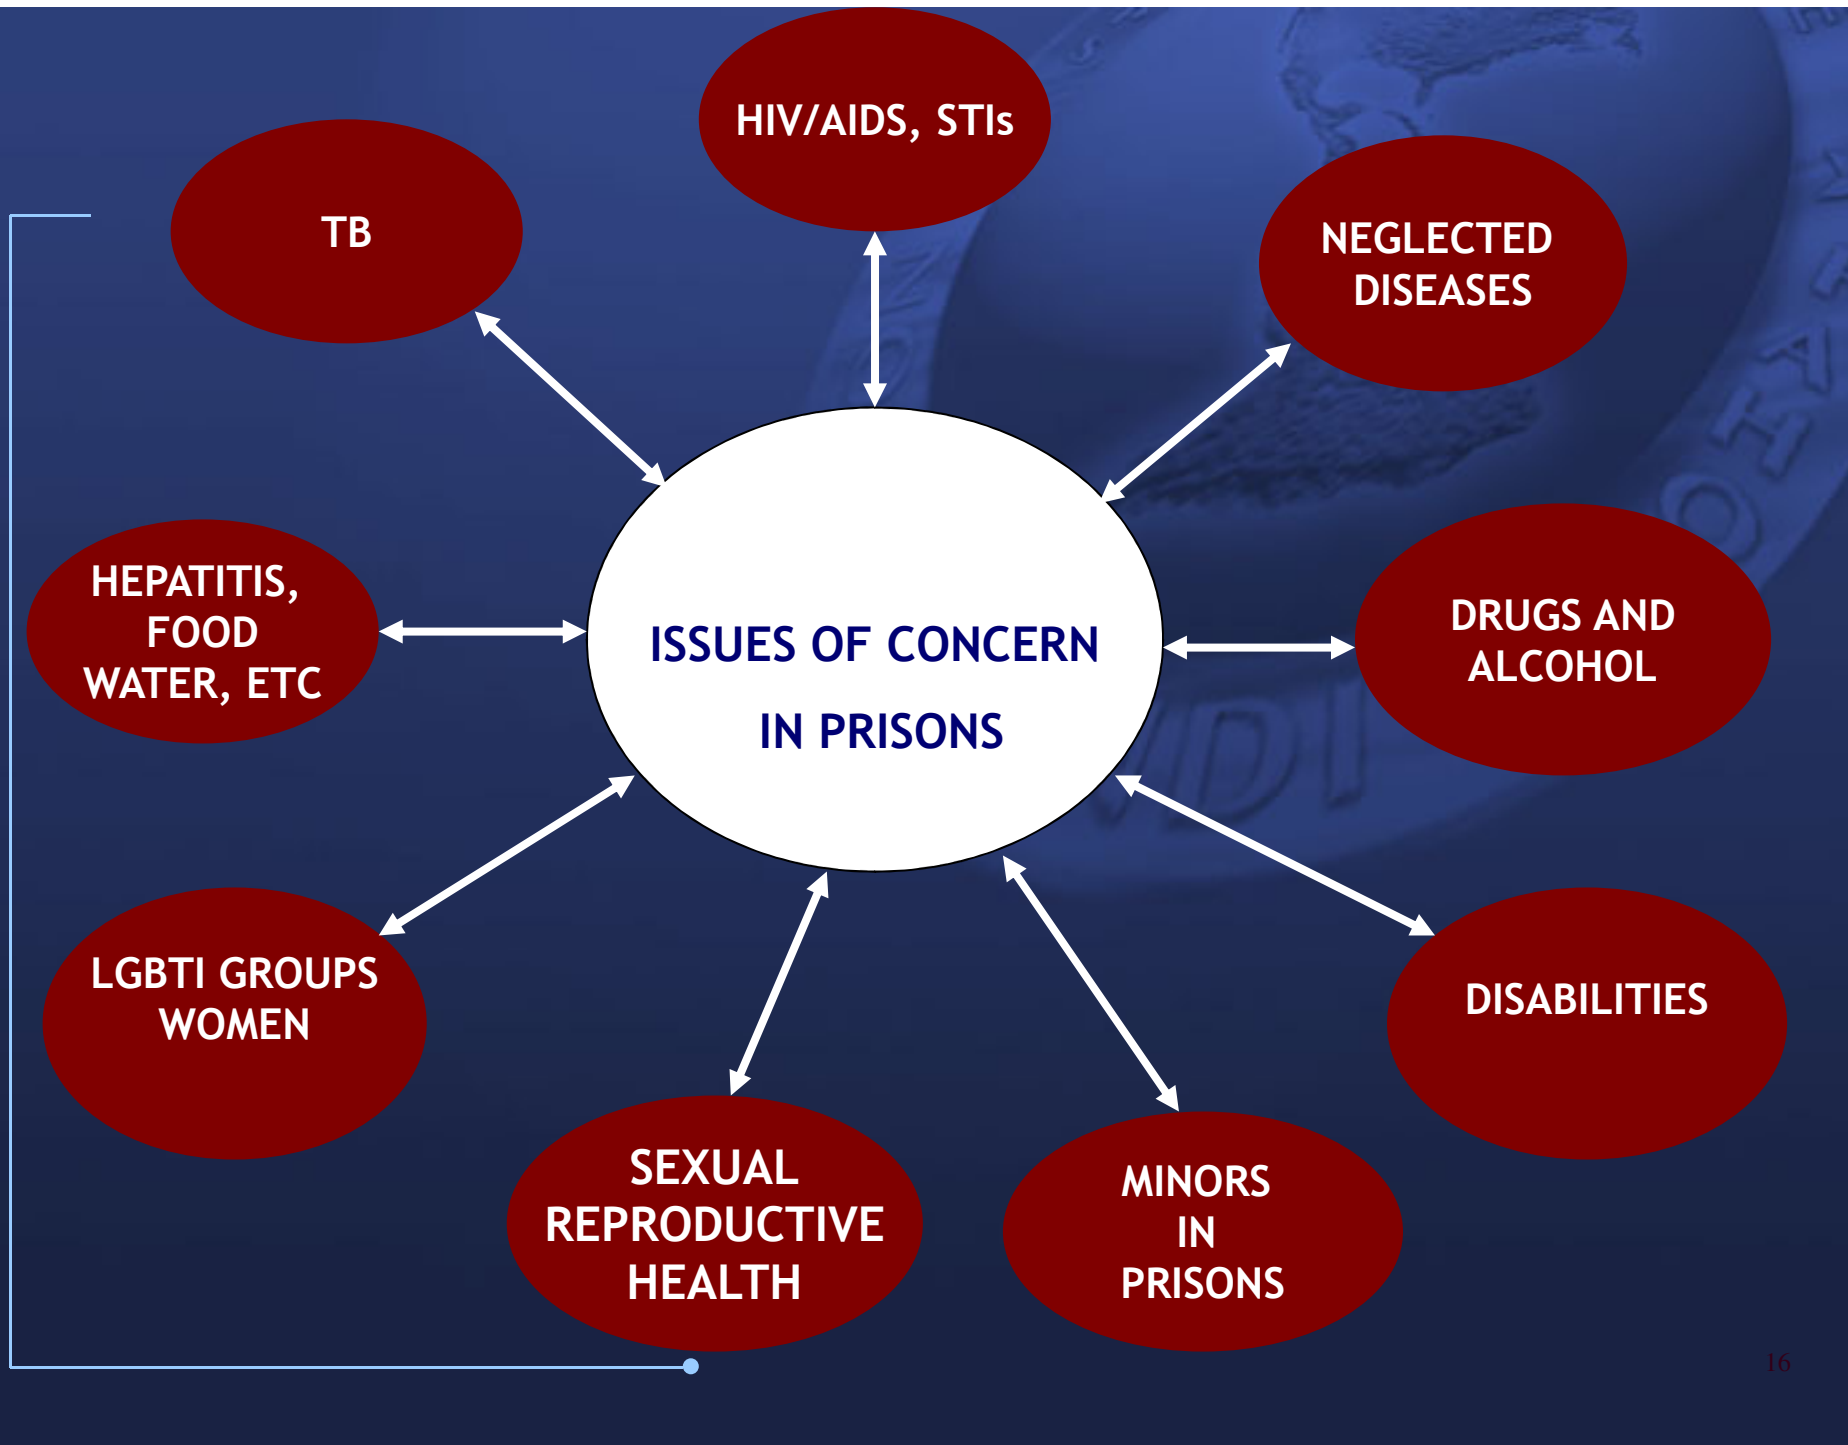 HIV/AIDS, STIs
TB
NEGLECTED
DISEASES
HEPATITIS,
FOOD
WATER, ETC
ISSUES OF CONCERN
IN PRISONS
DRUGS AND
ALCOHOL
LGBTI GROUPS
WOMEN
DISABILITIES
SEXUAL
REPRODUCTIVE
HEALTH
MINORS
IN
PRISONS
16